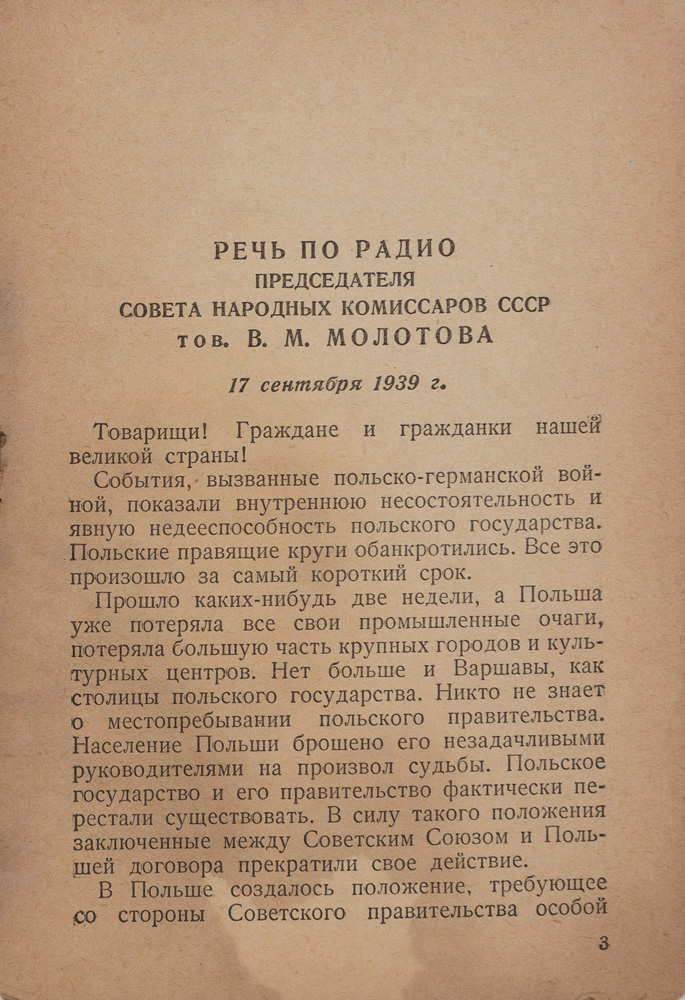 РЕЧЬ ПО РАДИО
ПРЕДСЕДАТЕЛЯ
СОВЕТА НАРОДНЫХ КОМИССАРОВ СССР
тов. В. М. МОЛОТОВА
17 сентября 1939 г.
Товарищи! Граждане и гражданки нашей
великой страны!
События, вызванные польско-германской вой-
ной, показали внутреннюю несостоятельность и
явную недееспособность польского государства.
Польские правящие круги обанкротились. Все это
произошло за самый короткий срок.
Прошло каких-нибудь две недели, а Польша
уже потеряла все свои промышленные очаги,
потеряла большую часть крупных городов и куль-
турных центров. Нет больше и Варшавы, как
столицы польского государства. Никто не знает
о местопребывании польского правительства.
Население Польши брошено его незадачливыми
руководителями на произвол судьбы. Польское
государство и его правительство фактически пе-
рестали существовать. В силу такого положения
заключенные между Советским Союзом и Поль-
шей договора прекратили свое действие.
В Польше создалось положение, требующее
со стороны Советского правительства особой
3